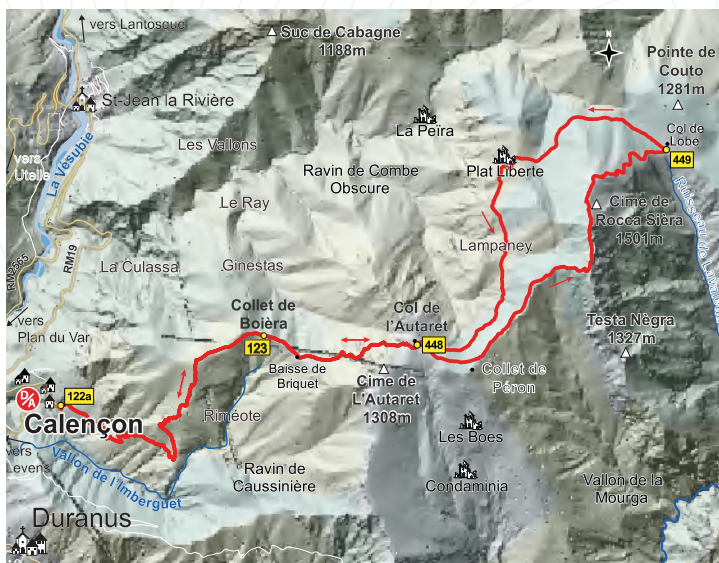 vers Lantosque
Suc de Cabagne
1188m
N
Pointe de
Couto
1281m
St-Jean la Rivière
La Peïra
Col de
Lobe
449
Les Vallons
vers
Utelle
La Vésubie
Ravin de Combe
Obscure
Plat Liberte
Le Ray
Cime de
Rocca Sièra
1501m
Lampaney
RM2565
RM19
La Culassa
Ginestas
Collet de
Boièra
123
Col de
l'Autaret
448
vers
Plan du Var
Testa Nègra
1327m
Baisse de
Briquet
Cime de
L'Autaret
1308m
Collet de
Péron
122a
D/A
Calençon
Riméote
Les Boes
vers
Levens
Vallon de l'Imberguet
Ravin de
Caussinière
Condaminia
Vallon de la
Mourga
Duranus